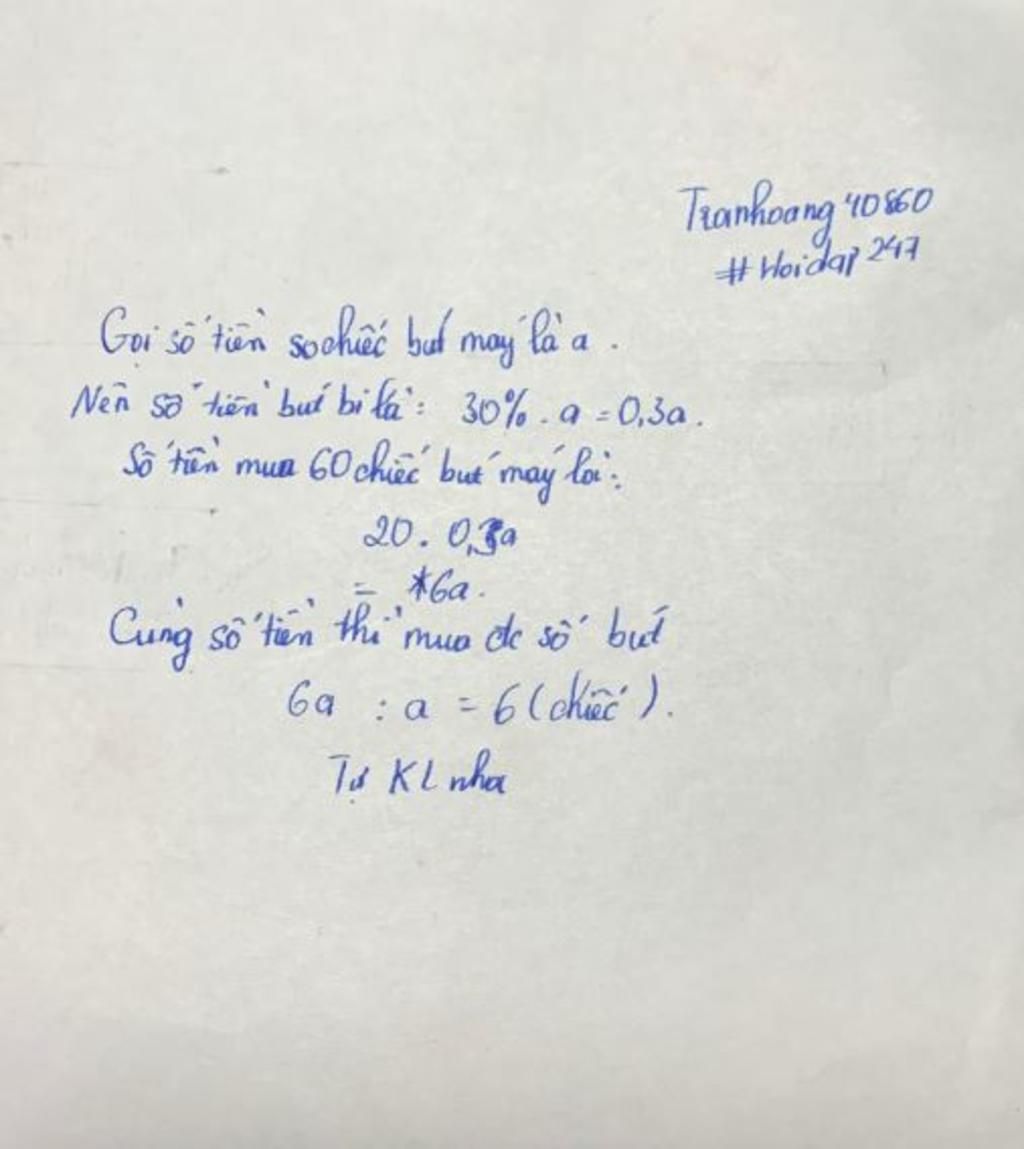 Tranhoang40860
#Hoidap247
Gọi số tiền sochiếc bút máy là a.
Nên số tiền bút bi là: 30% . a = 0,3a.
Số tiền mua 60 chiếc bút máy là:
20. 0,3a
= 6a.
Cùng số tiền thì mua đc số bút
6a : a = 6 (chiếc).
Tự KL nha